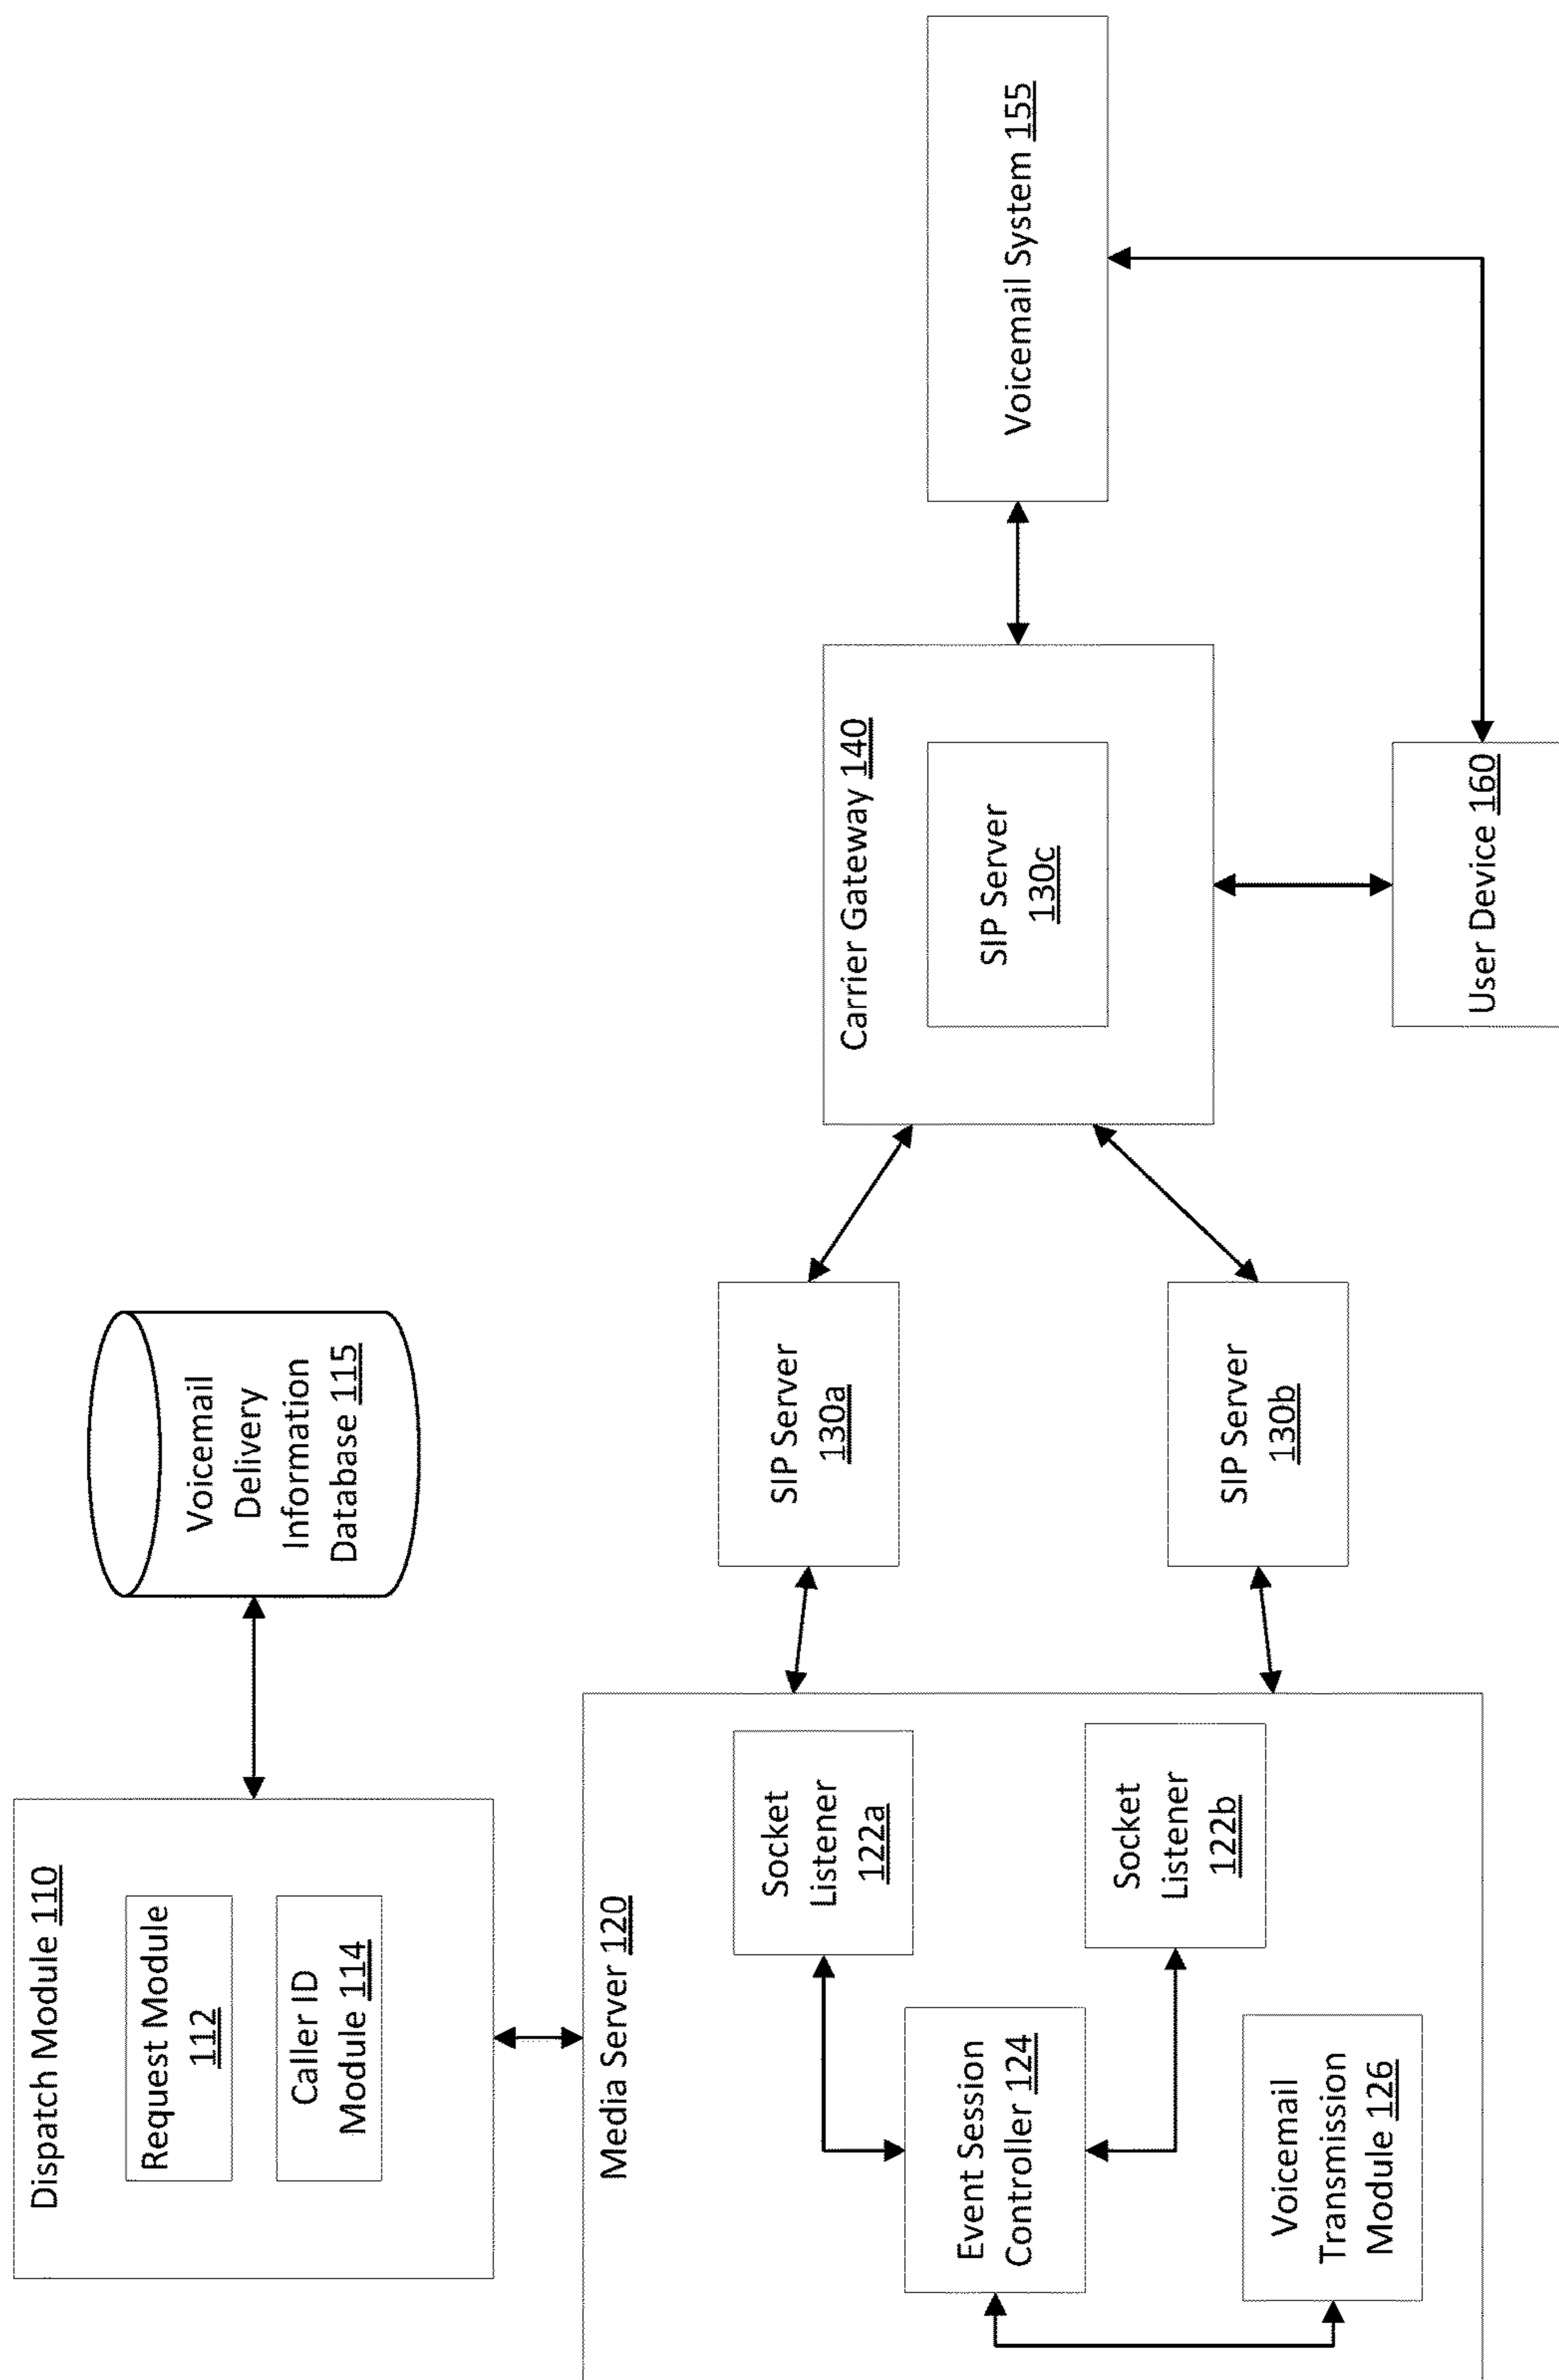 Dispatch Module 110
Request Module
112
Caller ID
Module 114
Voicemail
Delivery
Information
Database 115
Media Server 120
Socket
Listener
122a
Event Session
Controller 124
Socket
Listener
122b
Voicemail
Transmission
Module 126
SIP Server
130a
SIP Server
130b
Carrier Gateway 140
SIP Server
130c
Voicemail System 155
User Device 160